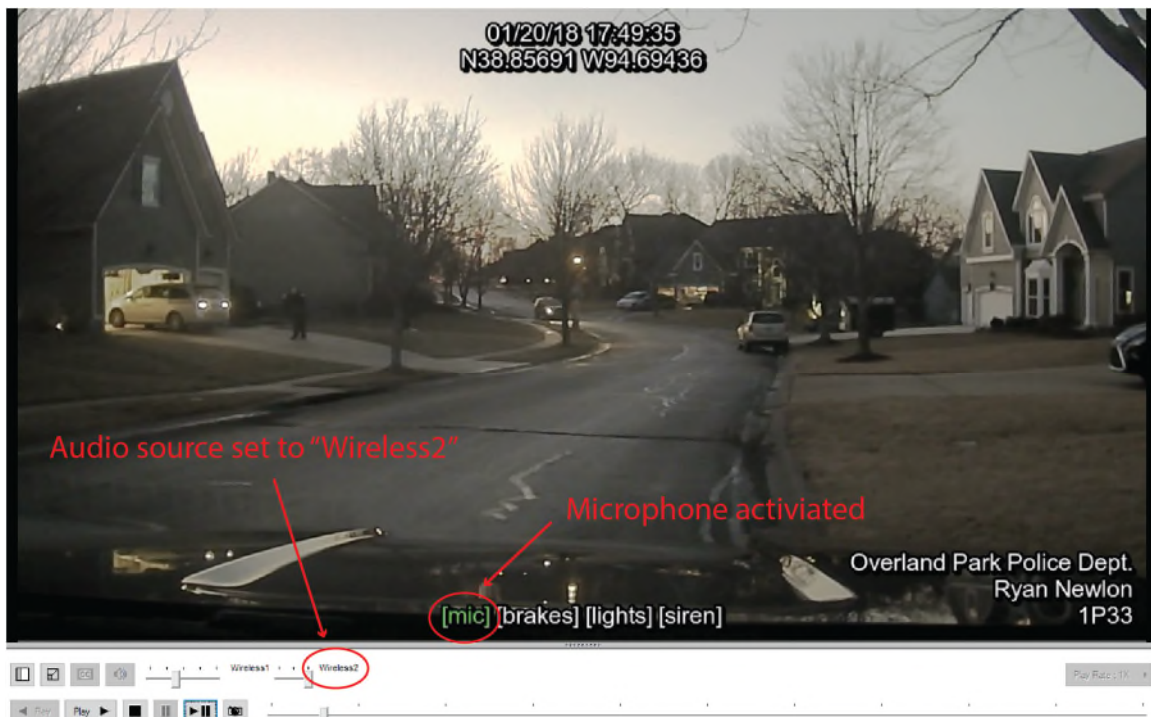 01/20/18 17:49:35
N38.85691 W94.69436
Audio source set to "Wireless2"
Microphone activiated
Overland Park Police Dept.
Ryan Newlon
[mic] [brakes] [lights] [siren]
1P33
Wireless1
Wireless2
Play Rate : 1X
Play